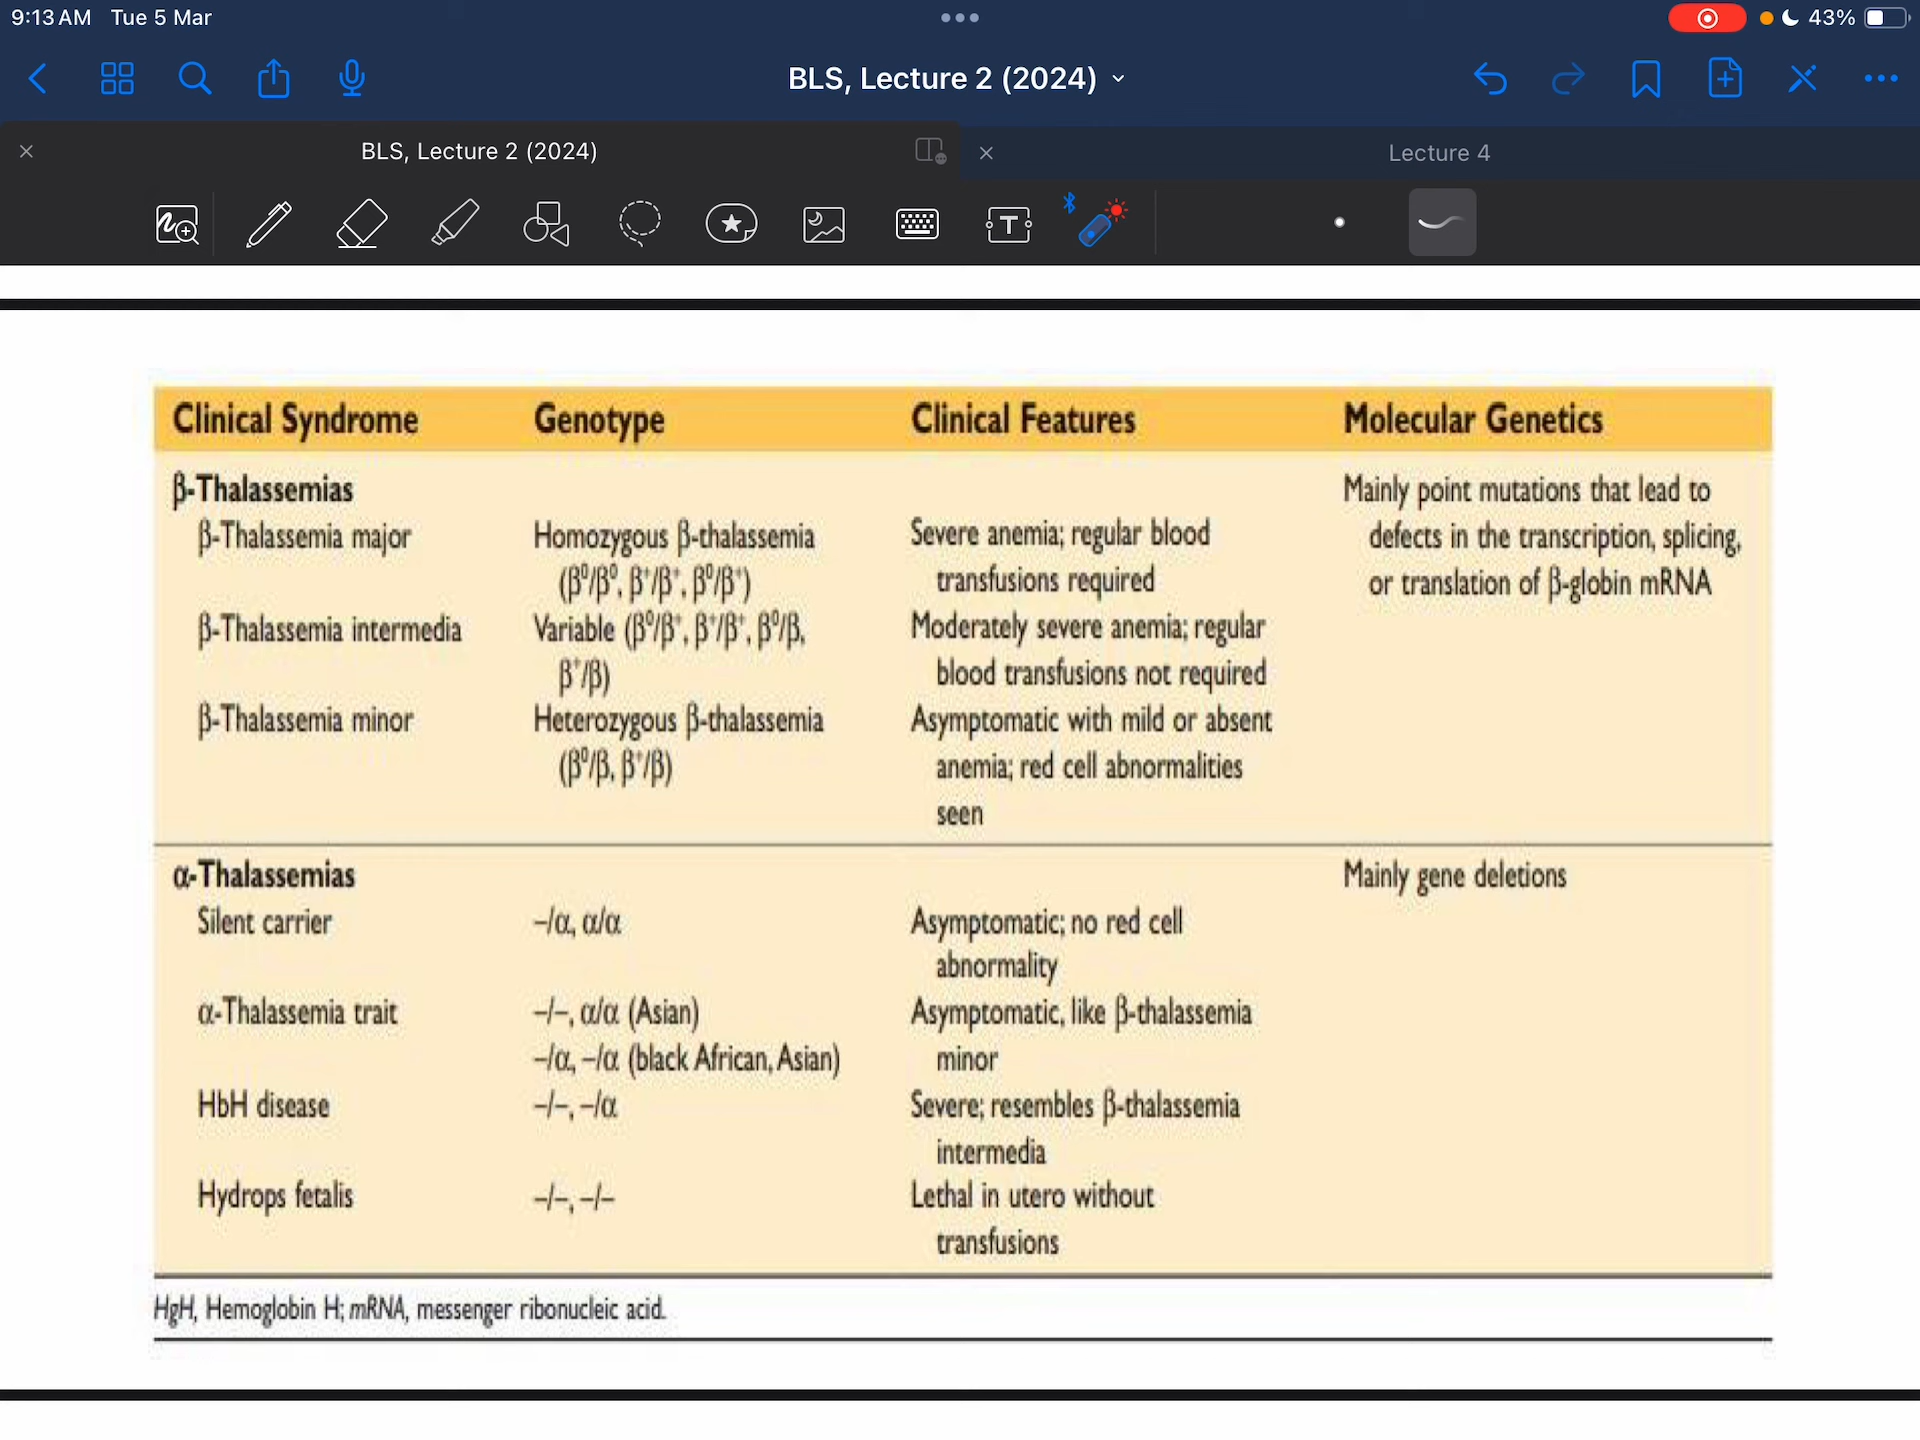 9:13 AM Tue 5 Mar
43%
BLS, Lecture 2 (2024)
BLS, Lecture 2 (2024)
Lecture 4
T
Clinical Syndrome Genotype Clinical Features Molecular Genetics
β-Thalassemias Mainly point mutations that lead to
β-Thalassemia major Homozygous β-thalassemia Severe anemia; regular blood defects in the transcription, splicing,
(β⁰/β⁰, β⁺/β⁺, β⁰/β⁺) transfusions required or translation of β-globin mRNA
β-Thalassemia intermedia Variable (β⁰/β⁺, β⁺/β⁺, β⁰/β, Moderately severe anemia; regular
β⁺/β) blood transfusions not required
β-Thalassemia minor Heterozygous β-thalassemia Asymptomatic with mild or absent
(β⁰/β, β⁺/β) anemia; red cell abnormalities
seen
α-Thalassemias Mainly gene deletions
Silent carrier –/α, α/α Asymptomatic; no red cell
abnormality
α-Thalassemia trait –/–, α/α (Asian) Asymptomatic, like β-thalassemia
–/α, –/α (black African, Asian) minor
HbH disease –/–, –/α Severe; resembles β-thalassemia
intermedia
Hydrops fetalis –/–, –/– Lethal in utero without
transfusions
HgH, Hemoglobin H; mRNA, messenger ribonucleic acid.